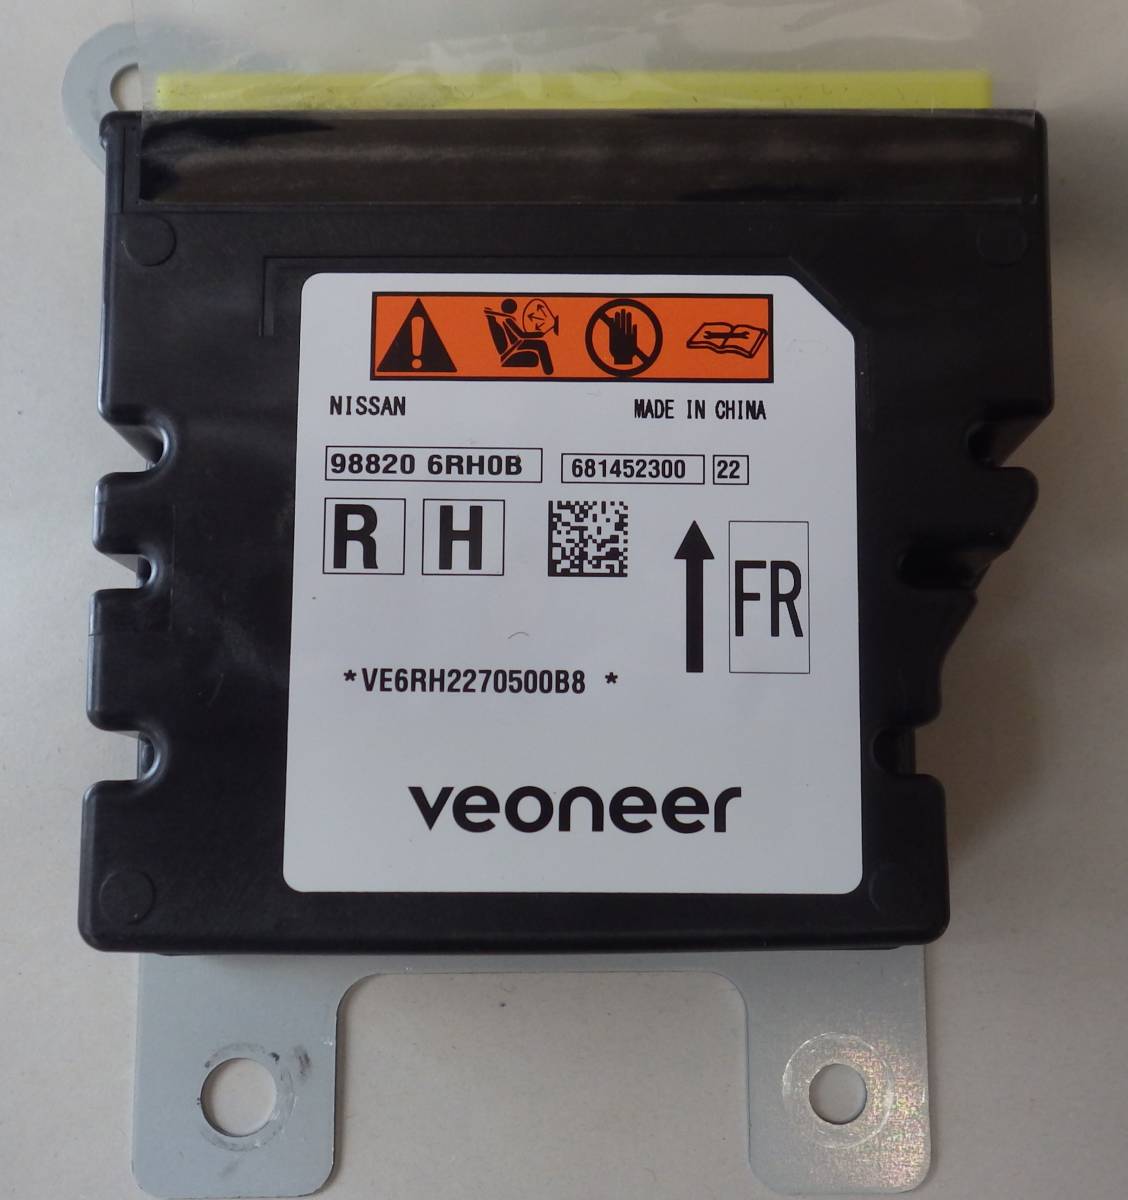 NISSAN MADE IN CHINA
98820 6RH0B 681452300 22
R H
FR
*VE6RH2270500B8 *
veoneer